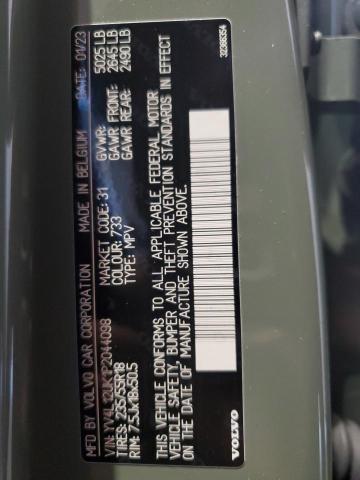 MFD BY VOLVO CAR CORPORATION MADE IN BELGIUM DATE: 01/23
VIN: YV4L12UK1P2044098
MARKET CODE: 31 GVWR: 5025 LB
TIRES: 235/55R18 COLOUR: 733 GAWR FRONT: 2645 LB
RIM: 7.5Jx18x50.5 TYPE: MPV GAWR REAR: 2490 LB
THIS VEHICLE CONFORMS TO ALL APPLICABLE FEDERAL MOTOR
VEHICLE SAFETY, BUMPER AND THEFT PREVENTION STANDARDS IN EFFECT
ON THE DATE OF MANUFACTURE SHOWN ABOVE.
VOLVO